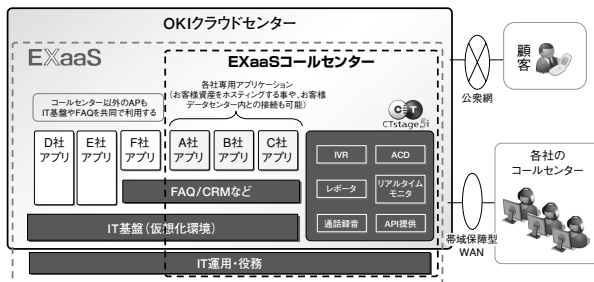 OKIクラウドセンター
EXaaS
EXaaSコールセンター
各社専用アプリケーション
(お客様資産をホスティングする事や、お客様
データセンター内との接続も可能)
コールセンター以外のAPも
IT基盤やFAQを共同で利用する
CTstage 5i
D社
アプリ
E社
アプリ
F社
アプリ
A社
アプリ
B社
アプリ
C社
アプリ
IVR
ACD
レポータ
リアルタイム
モニタ
通話録音
API提供
FAQ/CRMなど
IT基盤(仮想化環境)
IT運用・役務
顧客
公衆網
各社の
コールセンター
帯域保障型
WAN